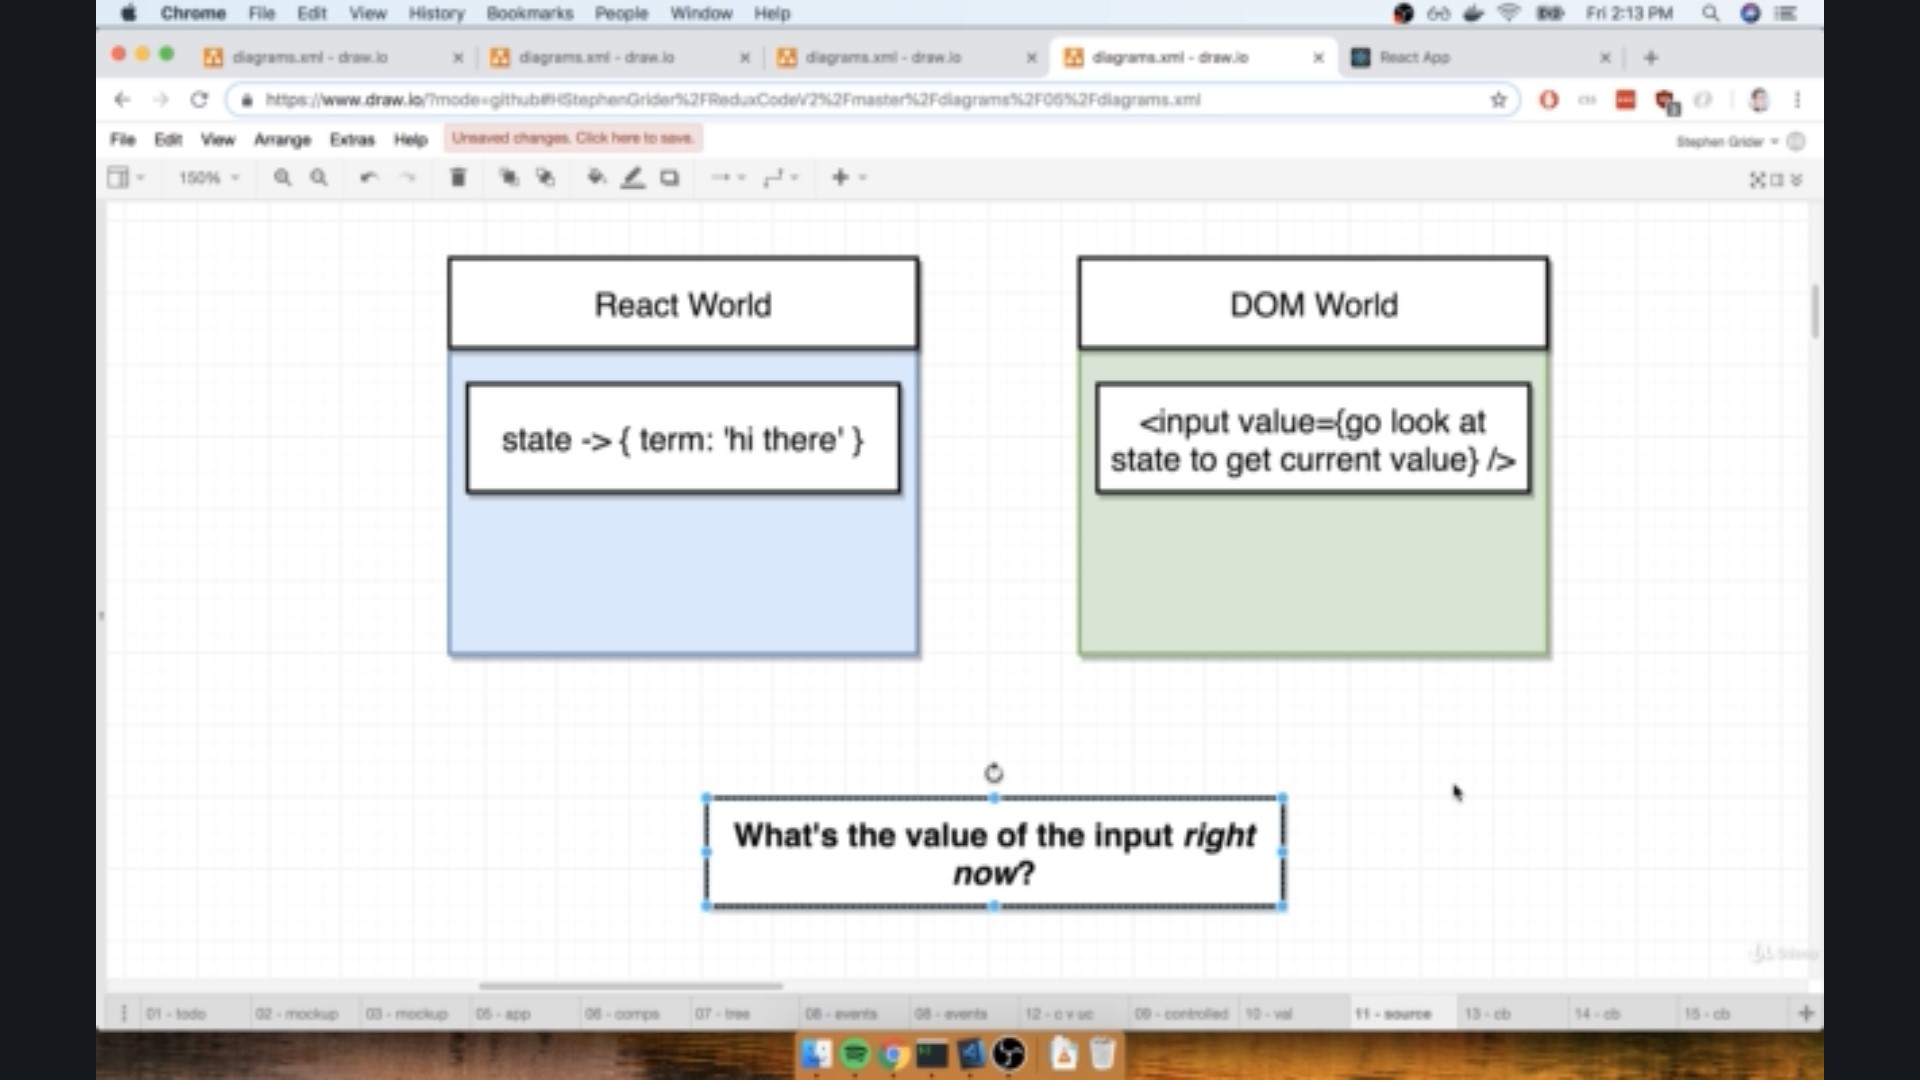 Chrome File Edit View History Bookmarks People Window Help Fri 2:13 PM
diagrams.xml - draw.io diagrams.xml - draw.io diagrams.xml - draw.io diagrams.xml - draw.io React App
https://www.draw.io/?mode=github#HStephenGrider%2FReduxCodeV2%2Fmaster%2Fdiagrams%2F06%2Fdiagrams.xml
File Edit View Arrange Extras Help Unsaved changes. Click here to save. Stephen Grider
150%
React World
DOM World
state -> { term: 'hi there' }
<input value={go look at
state to get current value} />
What's the value of the input right
now?
01 - todo 02 - mockup 03 - mockup 05 - app 06 - comps 07 - tree 08 - events 08 - events 12 - c v uc 09 - controlled 10 - val 11 - source 13 - cb 14 - cb 15 - cb